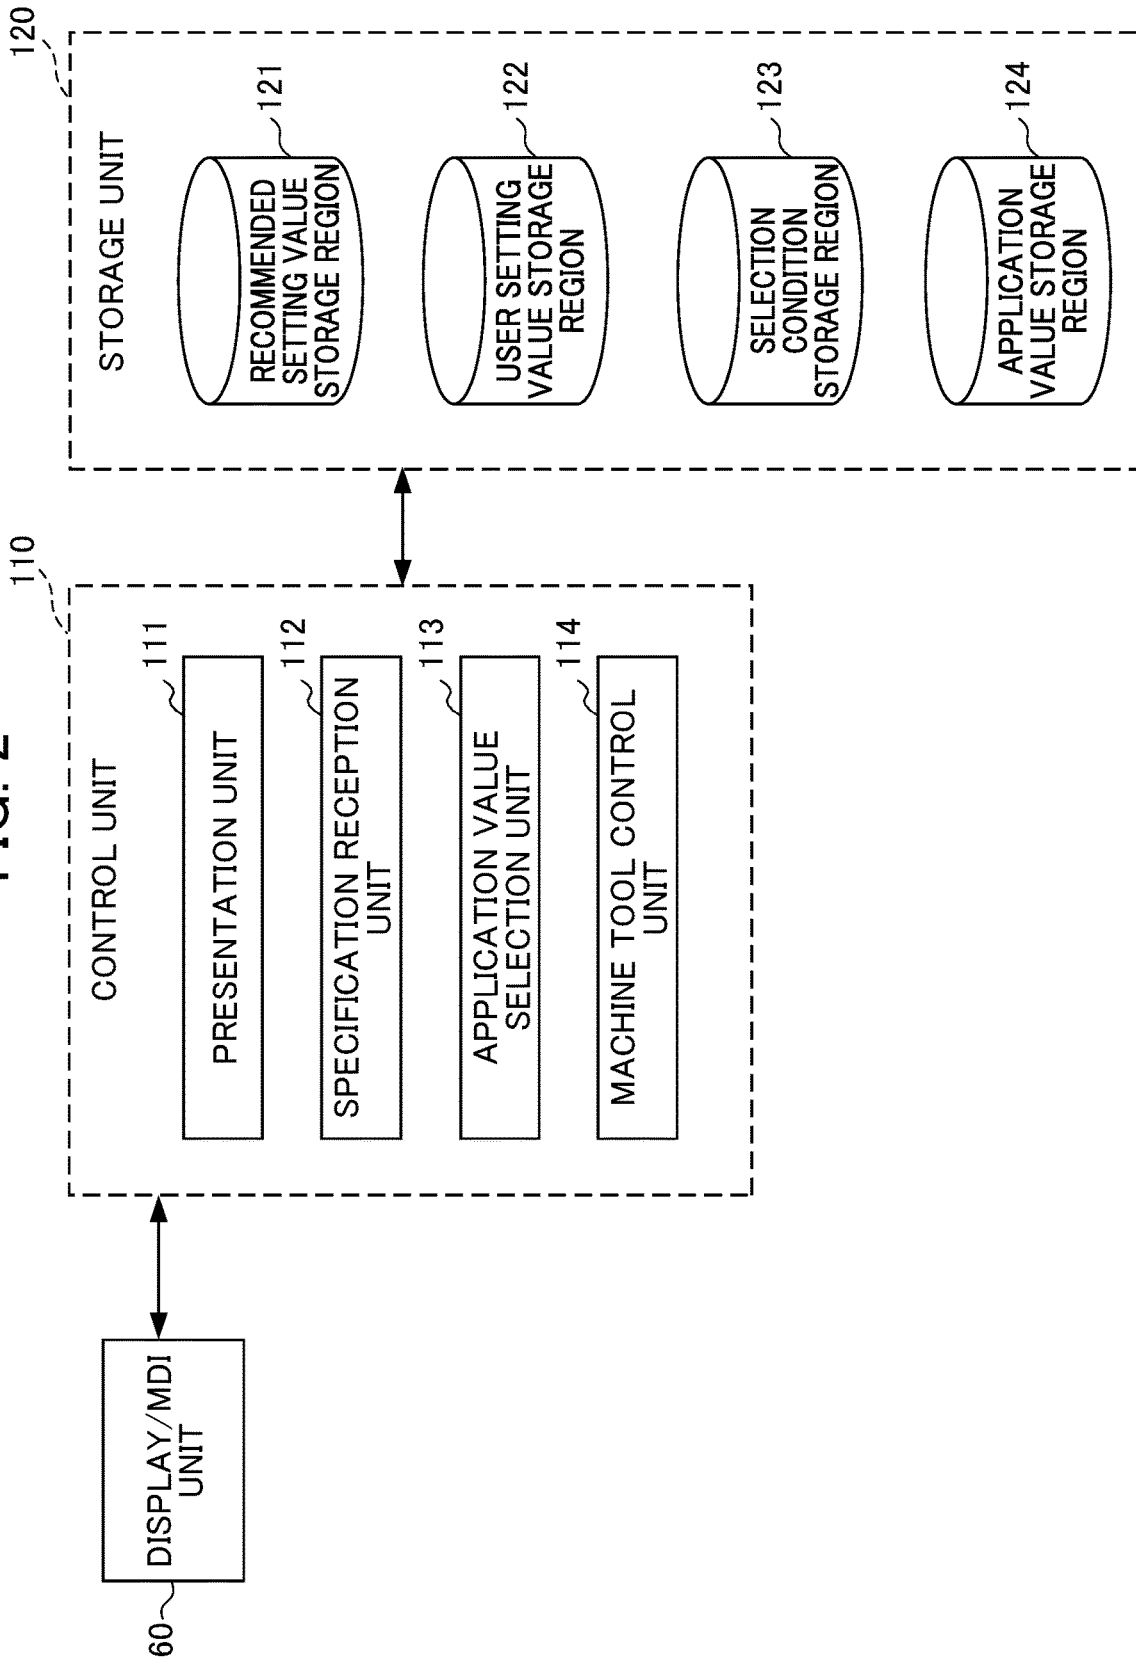 FIG. 2
60
DISPLAY/MDI
UNIT
110
CONTROL UNIT
111
PRESENTATION UNIT
112
SPECIFICATION RECEPTION
UNIT
113
APPLICATION VALUE
SELECTION UNIT
114
MACHINE TOOL CONTROL
UNIT
120
STORAGE UNIT
121
RECOMMENDED
SETTING VALUE
STORAGE REGION
122
USER SETTING
VALUE STORAGE
REGION
123
SELECTION
CONDITION
STORAGE REGION
124
APPLICATION
VALUE STORAGE
REGION